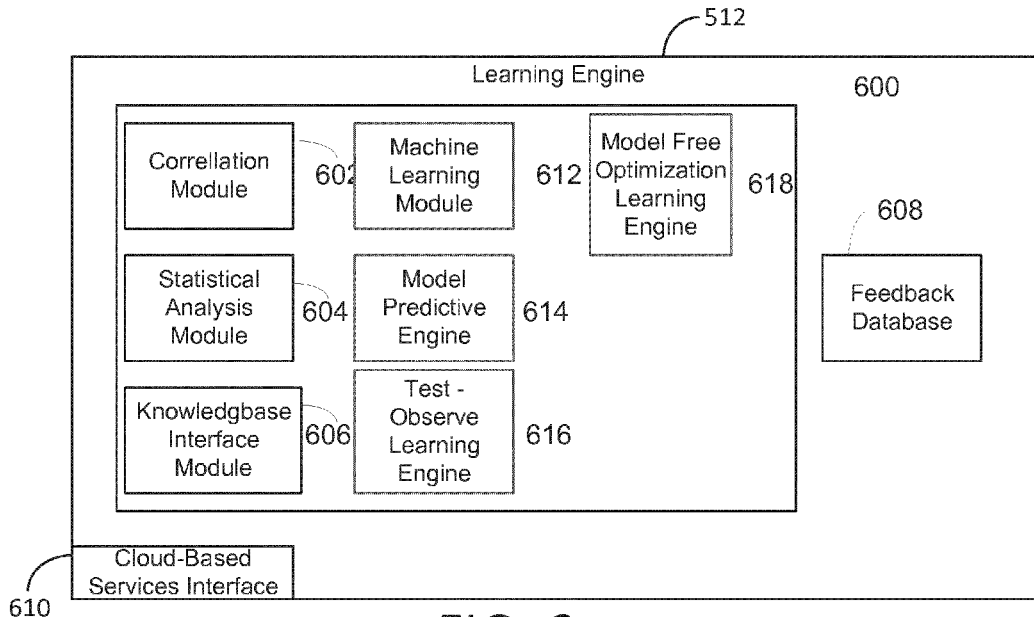 512
Learning Engine
600
Correllation
Module
602
Machine
Learning
Module
612
Model Free
Optimization
Learning
Engine
618
608
Statistical
Analysis
Module
604
Model
Predictive
Engine
614
Feedback
Database
Knowledgbase
Interface
Module
606
Test -
Observe
Learning
Engine
616
Cloud-Based
Services Interface
610